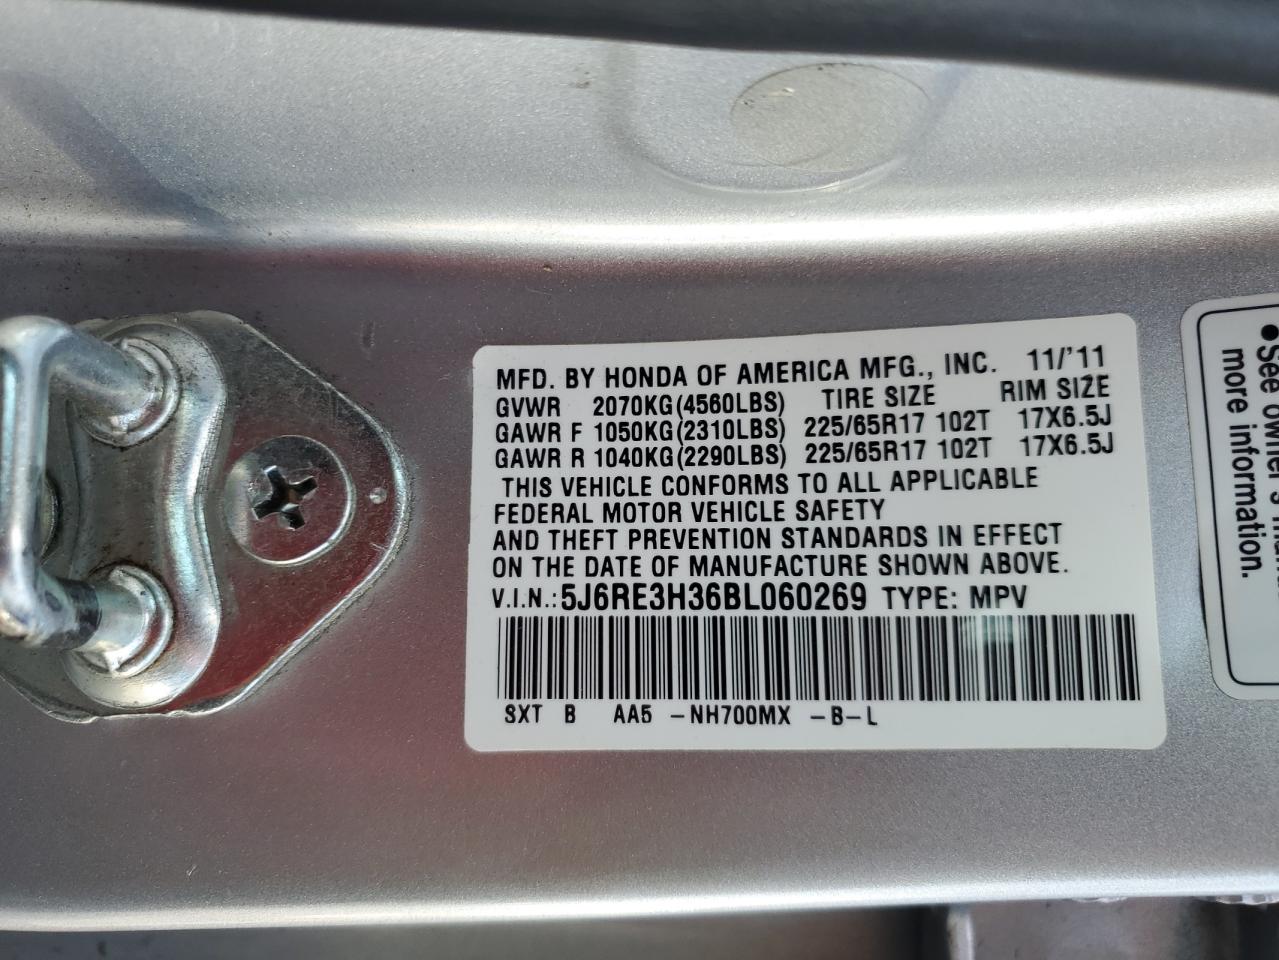 MFD. BY HONDA OF AMERICA MFG., INC. 11/'11
GVWR 2070KG(4560LBS) TIRE SIZE RIM SIZE
GAWR F 1050KG(2310LBS) 225/65R17 102T 17X6.5J
GAWR R 1040KG(2290LBS) 225/65R17 102T 17X6.5J
THIS VEHICLE CONFORMS TO ALL APPLICABLE
FEDERAL MOTOR VEHICLE SAFETY
AND THEFT PREVENTION STANDARDS IN EFFECT
ON THE DATE OF MANUFACTURE SHOWN ABOVE.
V.I.N.: 5J6RE3H36BL060269 TYPE: MPV
SXT B AA5 -NH700MX -B-L
●See owner's
more information.